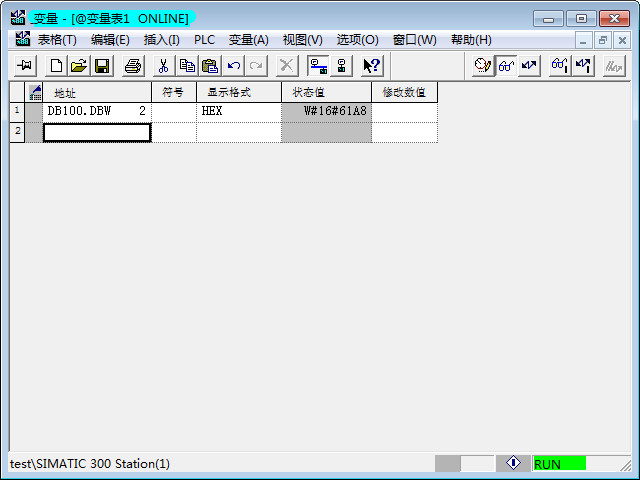 变量 - [@变量表1 ONLINE]
表格(T) 编辑(E) 插入(I) PLC 变量(A) 视图(V) 选项(O) 窗口(W) 帮助(H)
地址 符号 显示格式 状态值 修改数值
1 DB100.DBW 2 HEX W#16#61A8
2
test\SIMATIC 300 Station(1) RUN